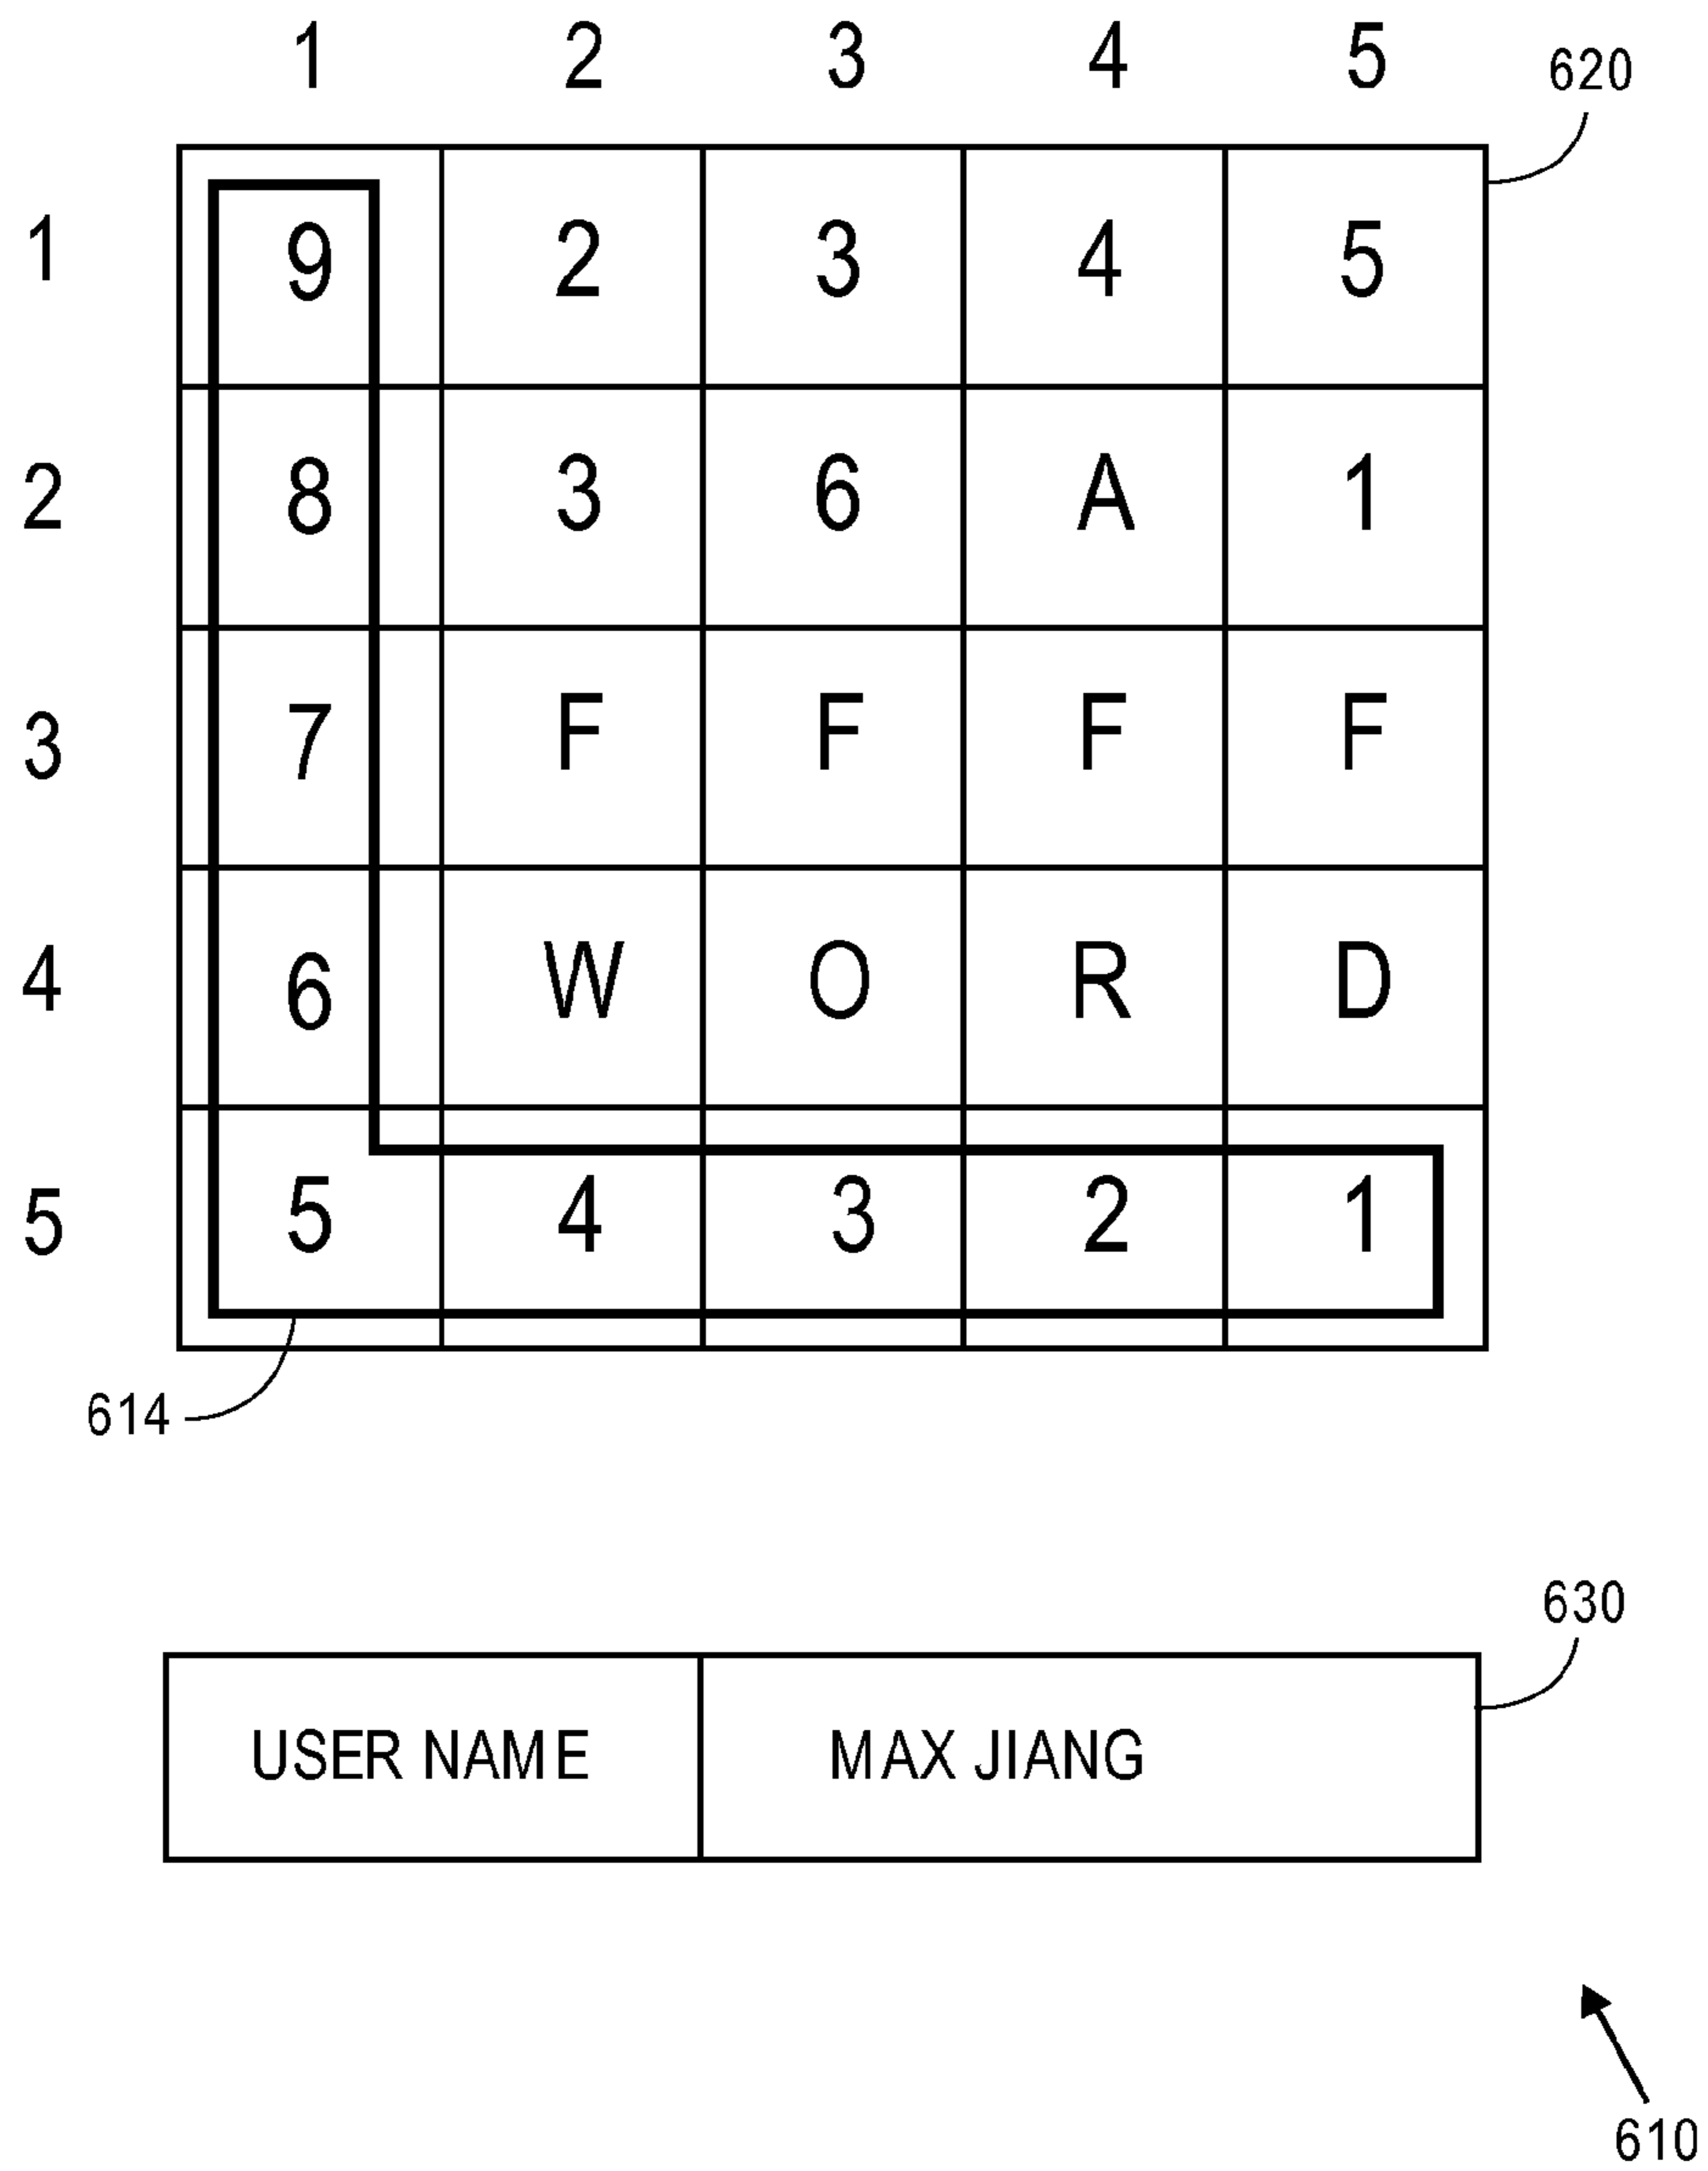 1 2 3 4 5
620
1 9 2 3 4 5
2 8 3 6 A 1
3 7 F F F F
4 6 W O R D
5 5 4 3 2 1
614
630
USER NAME MAX JIANG
610